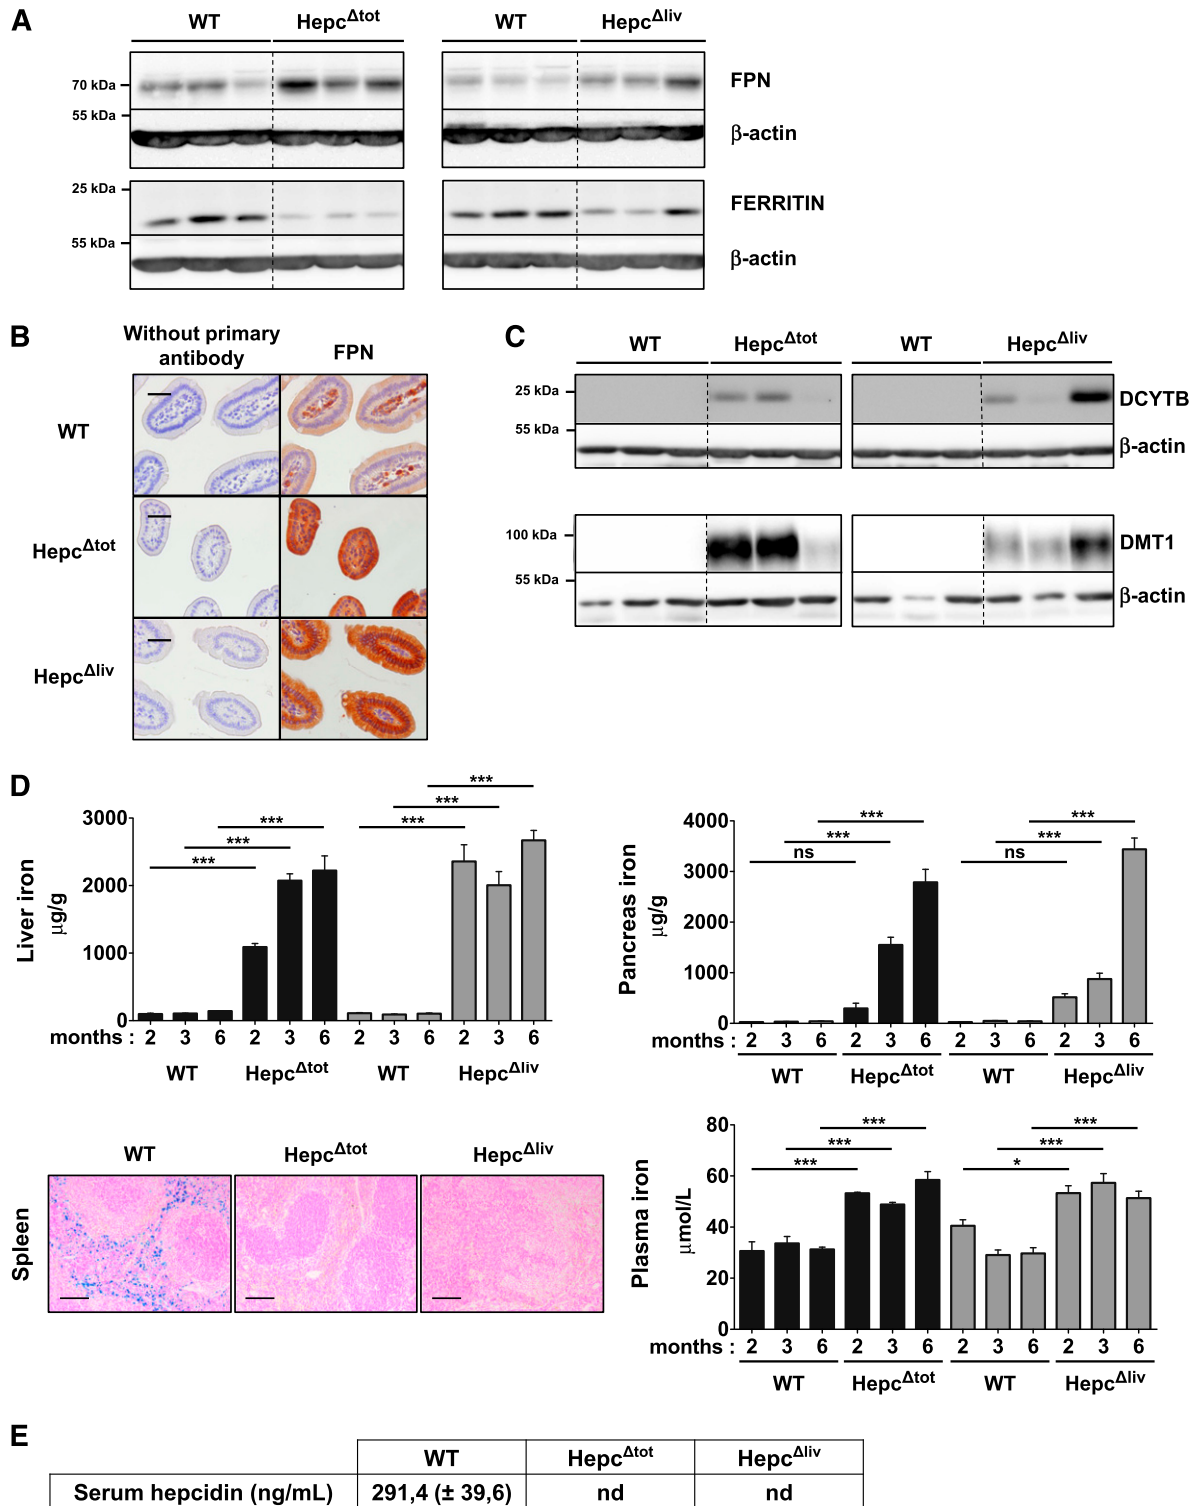 A
WT Hepc^Δtot WT Hepc^Δliv
70 kDa FPN
55 kDa
β-actin
25 kDa
FERRITIN
55 kDa
β-actin
B
Without primary antibody FPN
WT
Hepc^Δtot
Hepc^Δliv
C
WT Hepc^Δtot WT Hepc^Δliv
25 kDa DCYTB
55 kDa
β-actin
100 kDa DMT1
55 kDa
β-actin
D
Liver iron
μg/g
3000
2000
1000
0
*** *** *** *** *** ***
months : 2 3 6 2 3 6 2 3 6 2 3 6
WT Hepc^Δtot WT Hepc^Δliv
Pancreas iron
μg/g
4000
3000
2000
1000
0
ns *** *** ns *** ***
months : 2 3 6 2 3 6 2 3 6 2 3 6
WT Hepc^Δtot WT Hepc^Δliv
Spleen
WT Hepc^Δtot Hepc^Δliv
Plasma iron
μmol/L
80
60
40
20
0
*** *** *** * *** ***
months : 2 3 6 2 3 6 2 3 6 2 3 6
WT Hepc^Δtot WT Hepc^Δliv
E
WT Hepc^Δtot Hepc^Δliv
Serum hepcidin (ng/mL) 291,4 (± 39,6) nd nd